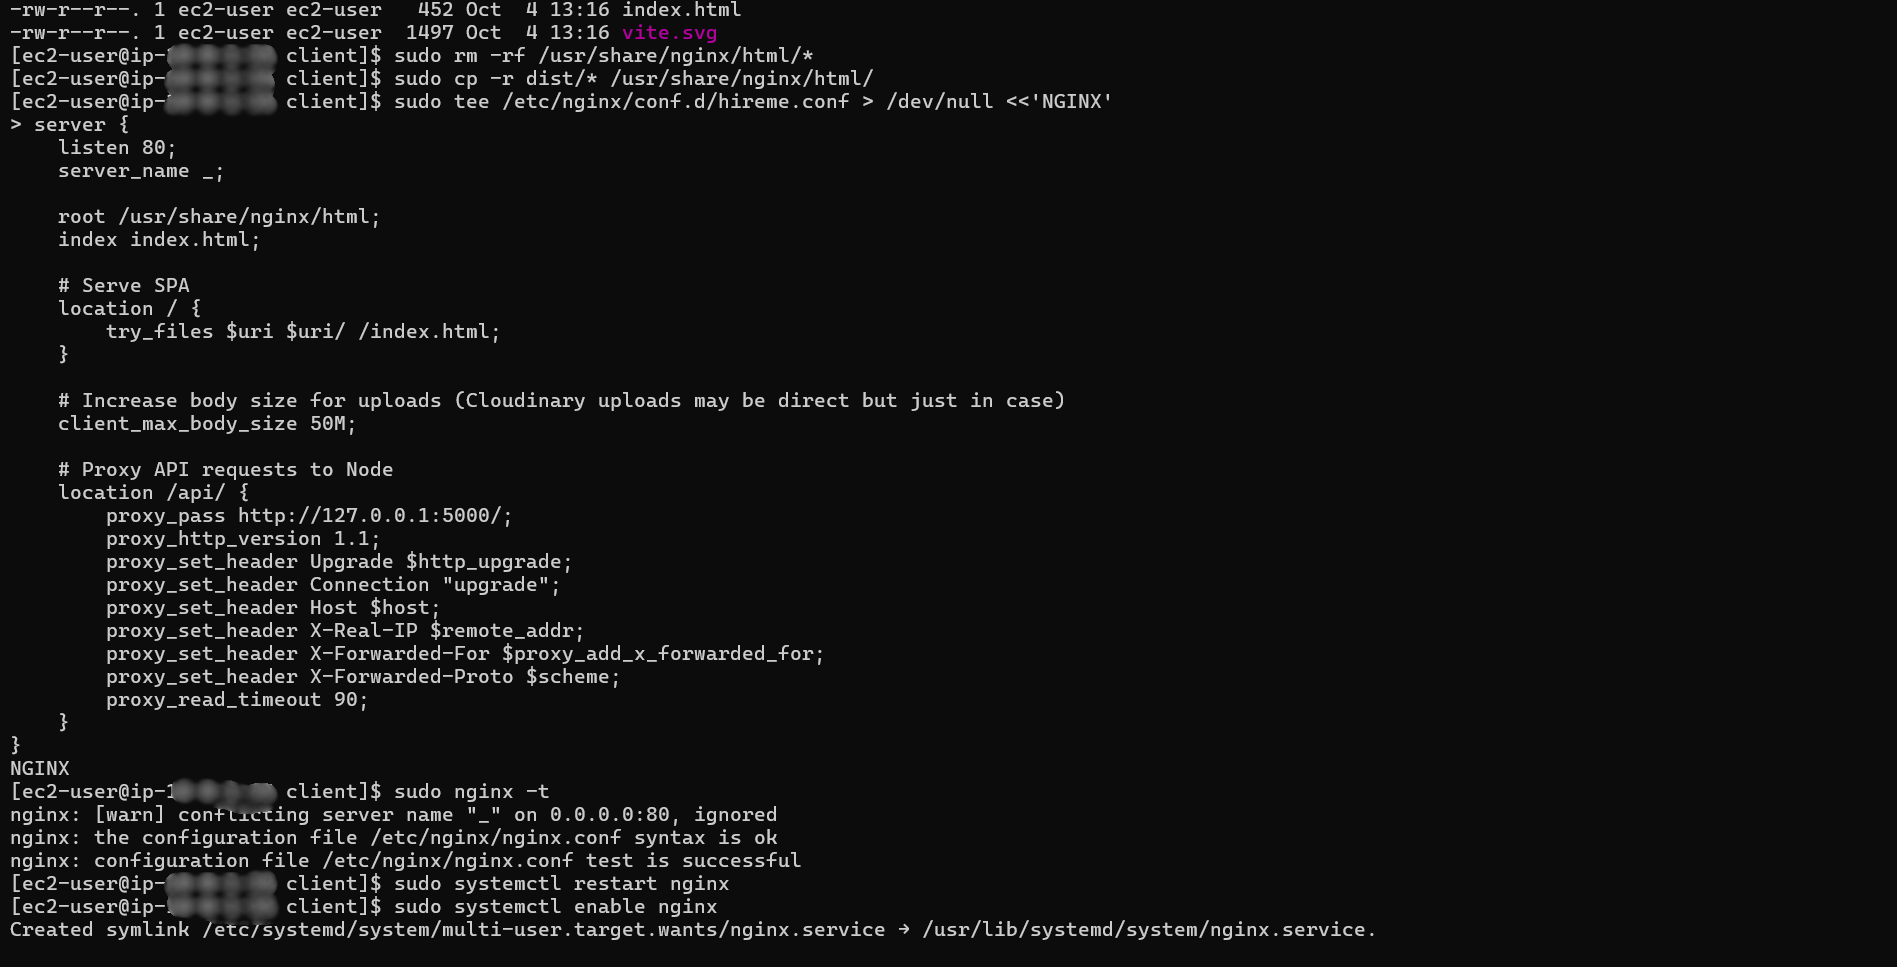 -rw-r--r--. 1 ec2-user ec2-user   452 Oct  4 13:16 index.html
-rw-r--r--. 1 ec2-user ec2-user  1497 Oct  4 13:16 vite.svg
[ec2-user@ip- client]$ sudo rm -rf /usr/share/nginx/html/*
[ec2-user@ip- client]$ sudo cp -r dist/* /usr/share/nginx/html/
[ec2-user@ip- client]$ sudo tee /etc/nginx/conf.d/hireme.conf > /dev/null <<'NGINX'
> server {
    listen 80;
    server_name _;
    root /usr/share/nginx/html;
    index index.html;
    # Serve SPA
    location / {
        try_files $uri $uri/ /index.html;
    }
    # Increase body size for uploads (Cloudinary uploads may be direct but just in case)
    client_max_body_size 50M;
    # Proxy API requests to Node
    location /api/ {
        proxy_pass http://127.0.0.1:5000/;
        proxy_http_version 1.1;
        proxy_set_header Upgrade $http_upgrade;
        proxy_set_header Connection "upgrade";
        proxy_set_header Host $host;
        proxy_set_header X-Real-IP $remote_addr;
        proxy_set_header X-Forwarded-For $proxy_add_x_forwarded_for;
        proxy_set_header X-Forwarded-Proto $scheme;
        proxy_read_timeout 90;
    }
}
NGINX
[ec2-user@ip-1 client]$ sudo nginx -t
nginx: [warn] conflicting server name "_" on 0.0.0.0:80, ignored
nginx: the configuration file /etc/nginx/nginx.conf syntax is ok
nginx: configuration file /etc/nginx/nginx.conf test is successful
[ec2-user@ip- client]$ sudo systemctl restart nginx
[ec2-user@ip- client]$ sudo systemctl enable nginx
Created symlink /etc/systemd/system/multi-user.target.wants/nginx.service → /usr/lib/systemd/system/nginx.service.